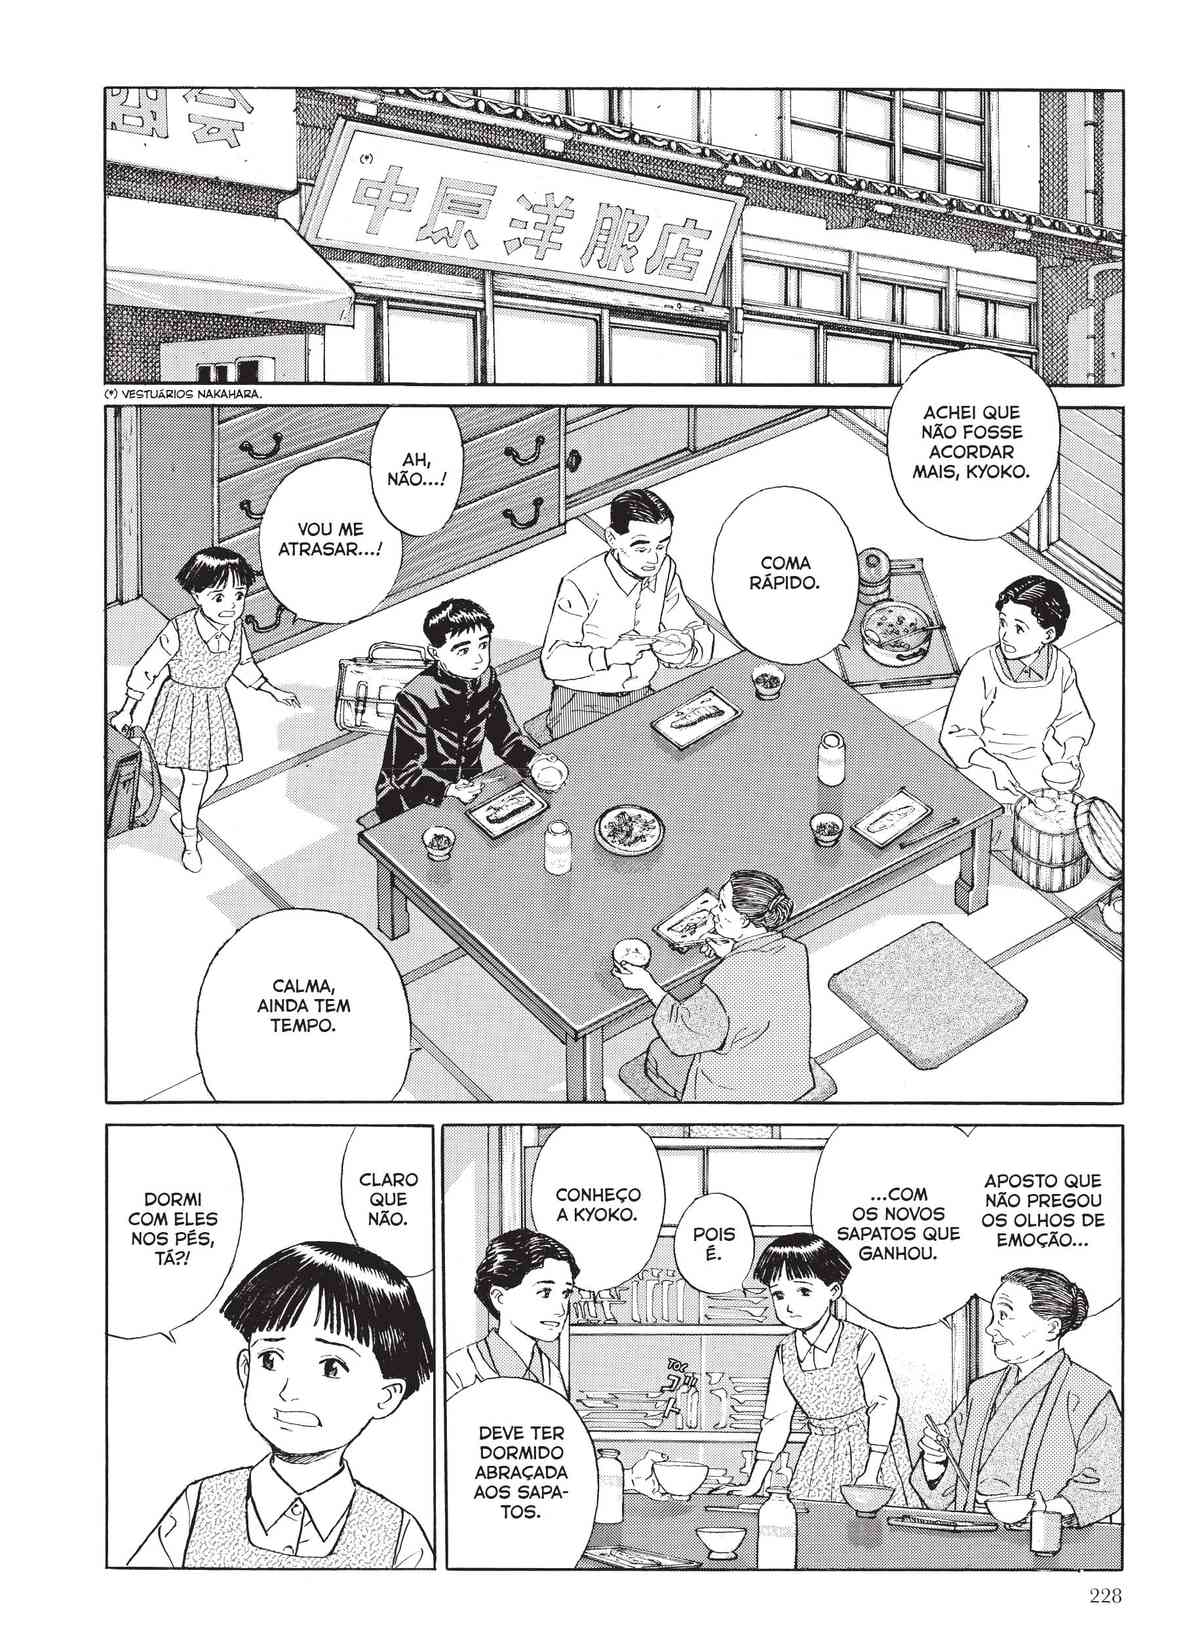 商会
(*)
中原洋服店
(*) VESTUÁRIOS NAKAHARA.
ACHEI QUE
NÃO FOSSE
ACORDAR
MAIS, KYOKO.
COMA
RÁPIDO.
AH,
NÃO...!
VOU ME
ATRASAR...!
CALMA,
AINDA TEM
TEMPO.
APOSTO QUE
NÃO PREGOU
OS OLHOS DE
EMOÇÃO...
...COM
OS NOVOS
SAPATOS QUE
GANHOU.
POIS
É.
CONHEÇO
A KYOKO.
TOC
DEVE TER
DORMIDO
ABRAÇADA
AOS SAPA-
TOS.
CLARO
QUE
NÃO.
DORMI
COM ELES
NOS PÉS,
TÁ?!
228